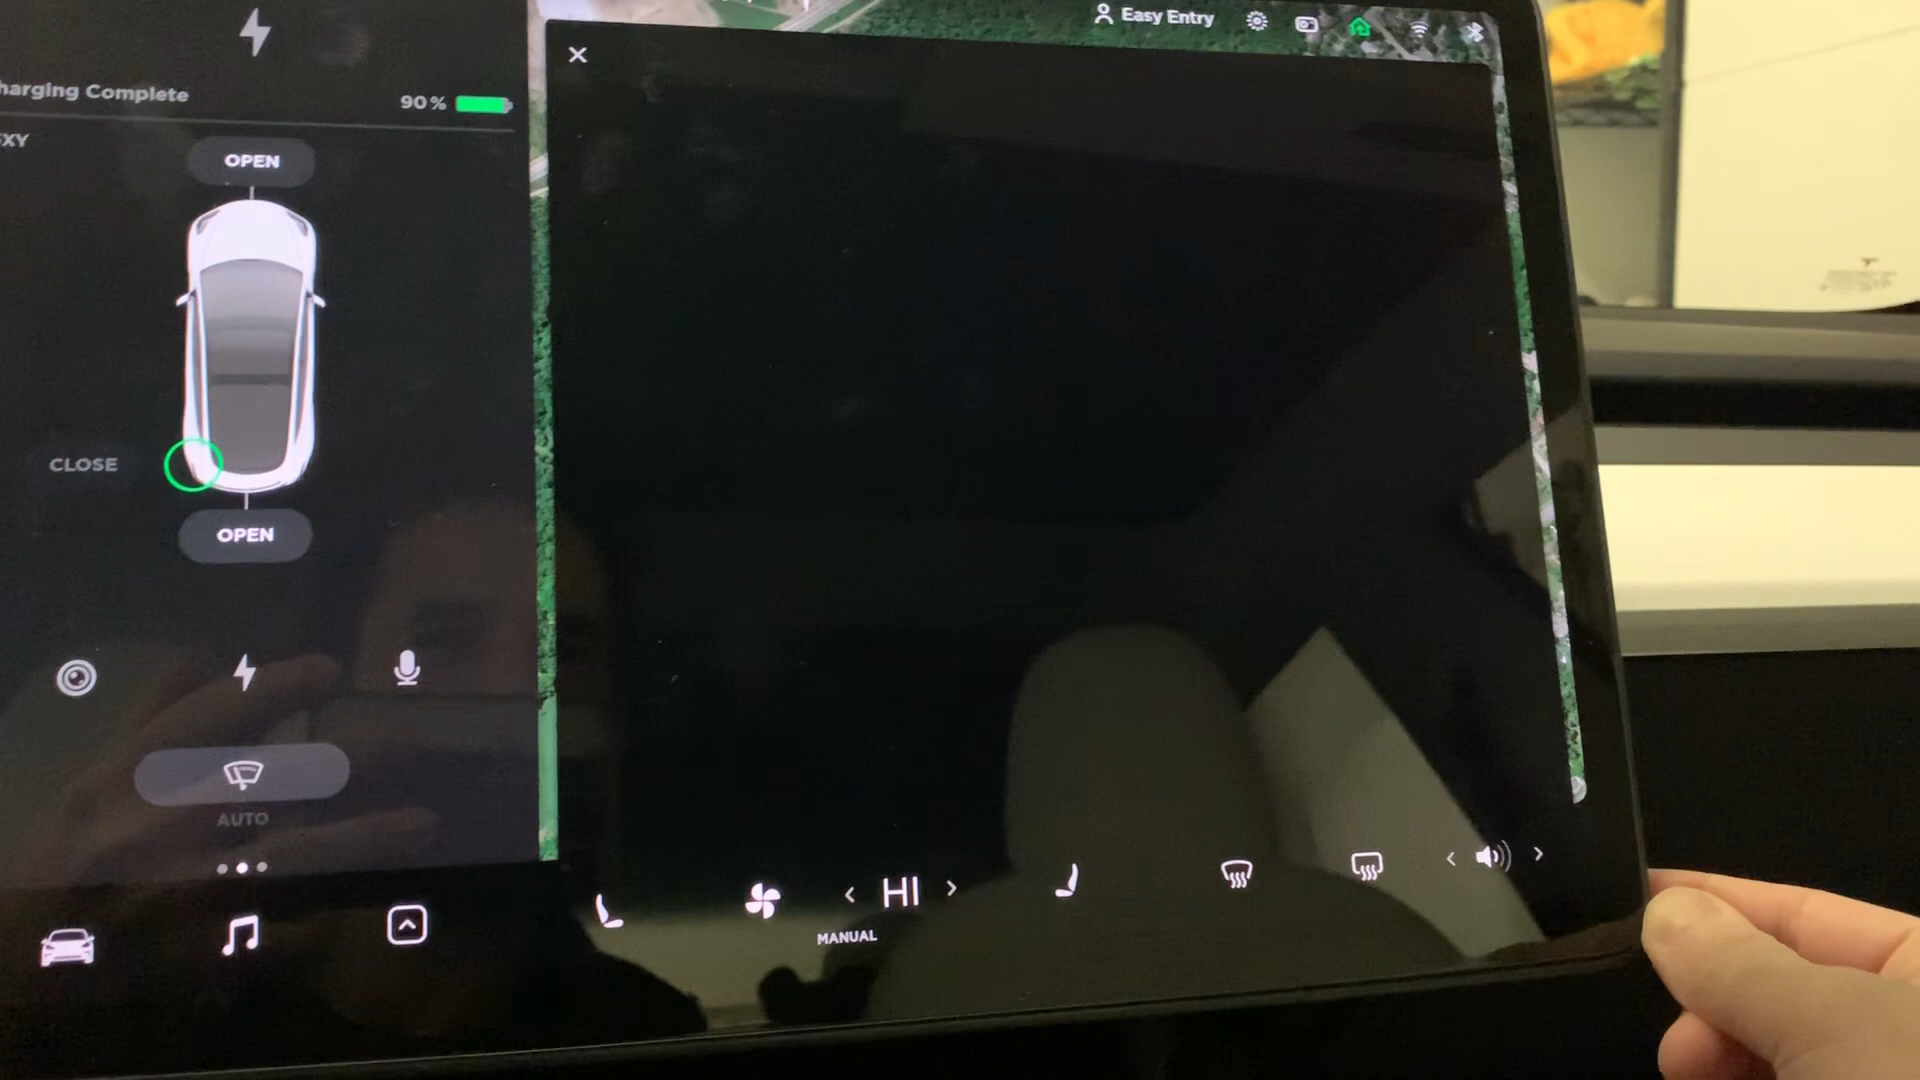 Easy Entry
harging Complete
90%
XY
OPEN
CLOSE
OPEN
AUTO
HI
MANUAL